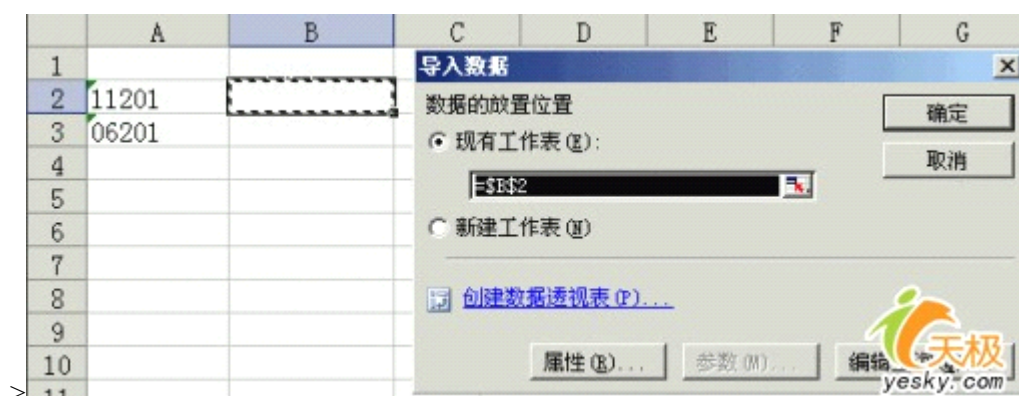 A B C D E F G
1
2 11201
3 06201
4
5
6
7
8
9
10
11
导入数据
数据的放置位置
现有工作表(E):
=$B$2
新建工作表(N)
创建数据透视表(P)...
确定
取消
属性(R)...
参数(M)...
编辑
天极
yesky.com
>